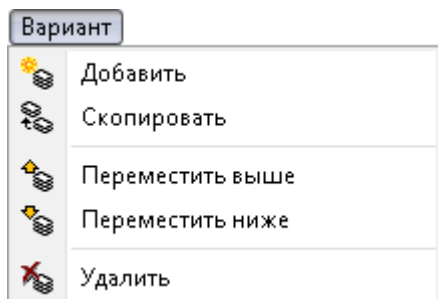 Вариант
Добавить
Скопировать
Переместить выше
Переместить ниже
Удалить